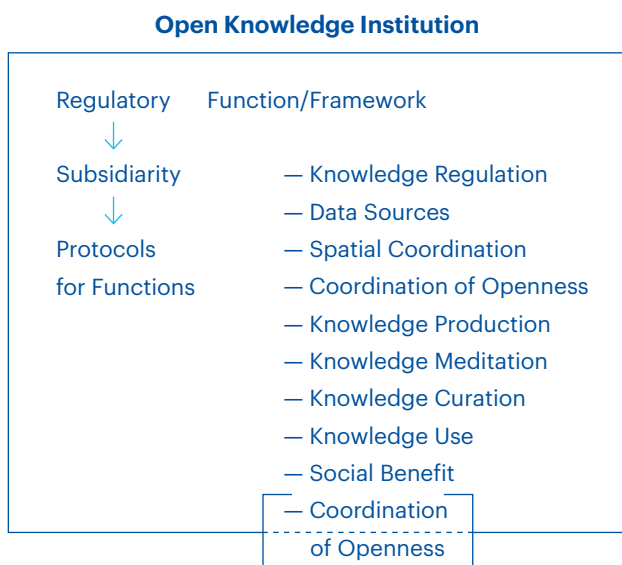 Open Knowledge Institution
Regulatory Function/Framework
Subsidiarity — Knowledge Regulation
— Data Sources
Protocols — Spatial Coordination
for Functions — Coordination of Openness
— Knowledge Production
— Knowledge Meditation
— Knowledge Curation
— Knowledge Use
— Social Benefit
— Coordination
of Openness